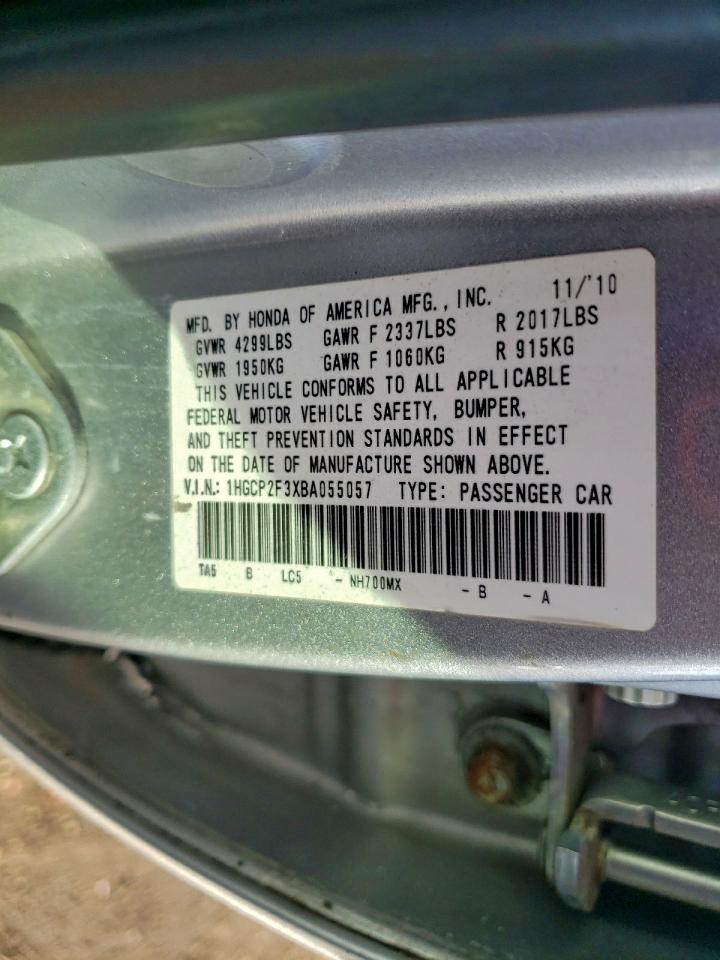 MFD. BY HONDA OF AMERICA MFG., INC. 11/'10
GVWR 4299LBS GAWR F 2337LBS R 2017LBS
GVWR 1950KG GAWR F 1060KG R 915KG
THIS VEHICLE CONFORMS TO ALL APPLICABLE
FEDERAL MOTOR VEHICLE SAFETY, BUMPER,
AND THEFT PREVENTION STANDARDS IN EFFECT
ON THE DATE OF MANUFACTURE SHOWN ABOVE.
V.I.N.: 1HGCP2F3XBA055057 TYPE: PASSENGER CAR
TA5 B LC5 - NH700MX - B - A